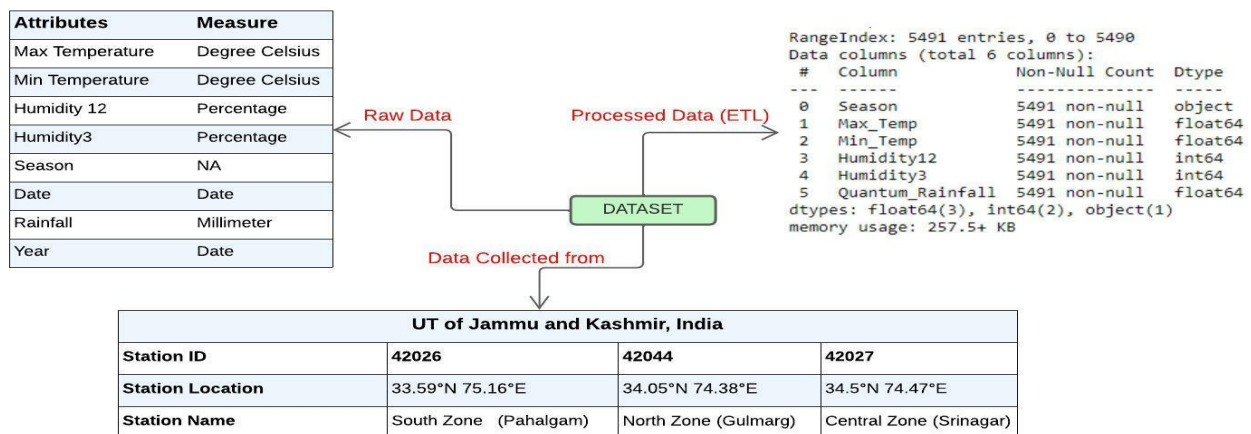 Attributes Measure
Max Temperature Degree Celsius
Min Temperature Degree Celsius
Humidity 12 Percentage
Humidity3 Percentage
Season NA
Date Date
Rainfall Millimeter
Year Date
Raw Data
Processed Data (ETL)
RangeIndex: 5491 entries, 0 to 5490
Data columns (total 6 columns):
# Column Non-Null Count Dtype
--- ------ -------------- -----
0 Season 5491 non-null object
1 Max_Temp 5491 non-null float64
2 Min_Temp 5491 non-null float64
3 Humidity12 5491 non-null int64
4 Humidity3 5491 non-null int64
5 Quantum_Rainfall 5491 non-null float64
dtypes: float64(3), int64(2), object(1)
memory usage: 257.5+ KB
DATASET
Data Collected from
UT of Jammu and Kashmir, India
Station ID 42026 42044 42027
Station Location 33.59°N 75.16°E 34.05°N 74.38°E 34.5°N 74.47°E
Station Name South Zone (Pahalgam) North Zone (Gulmarg) Central Zone (Srinagar)